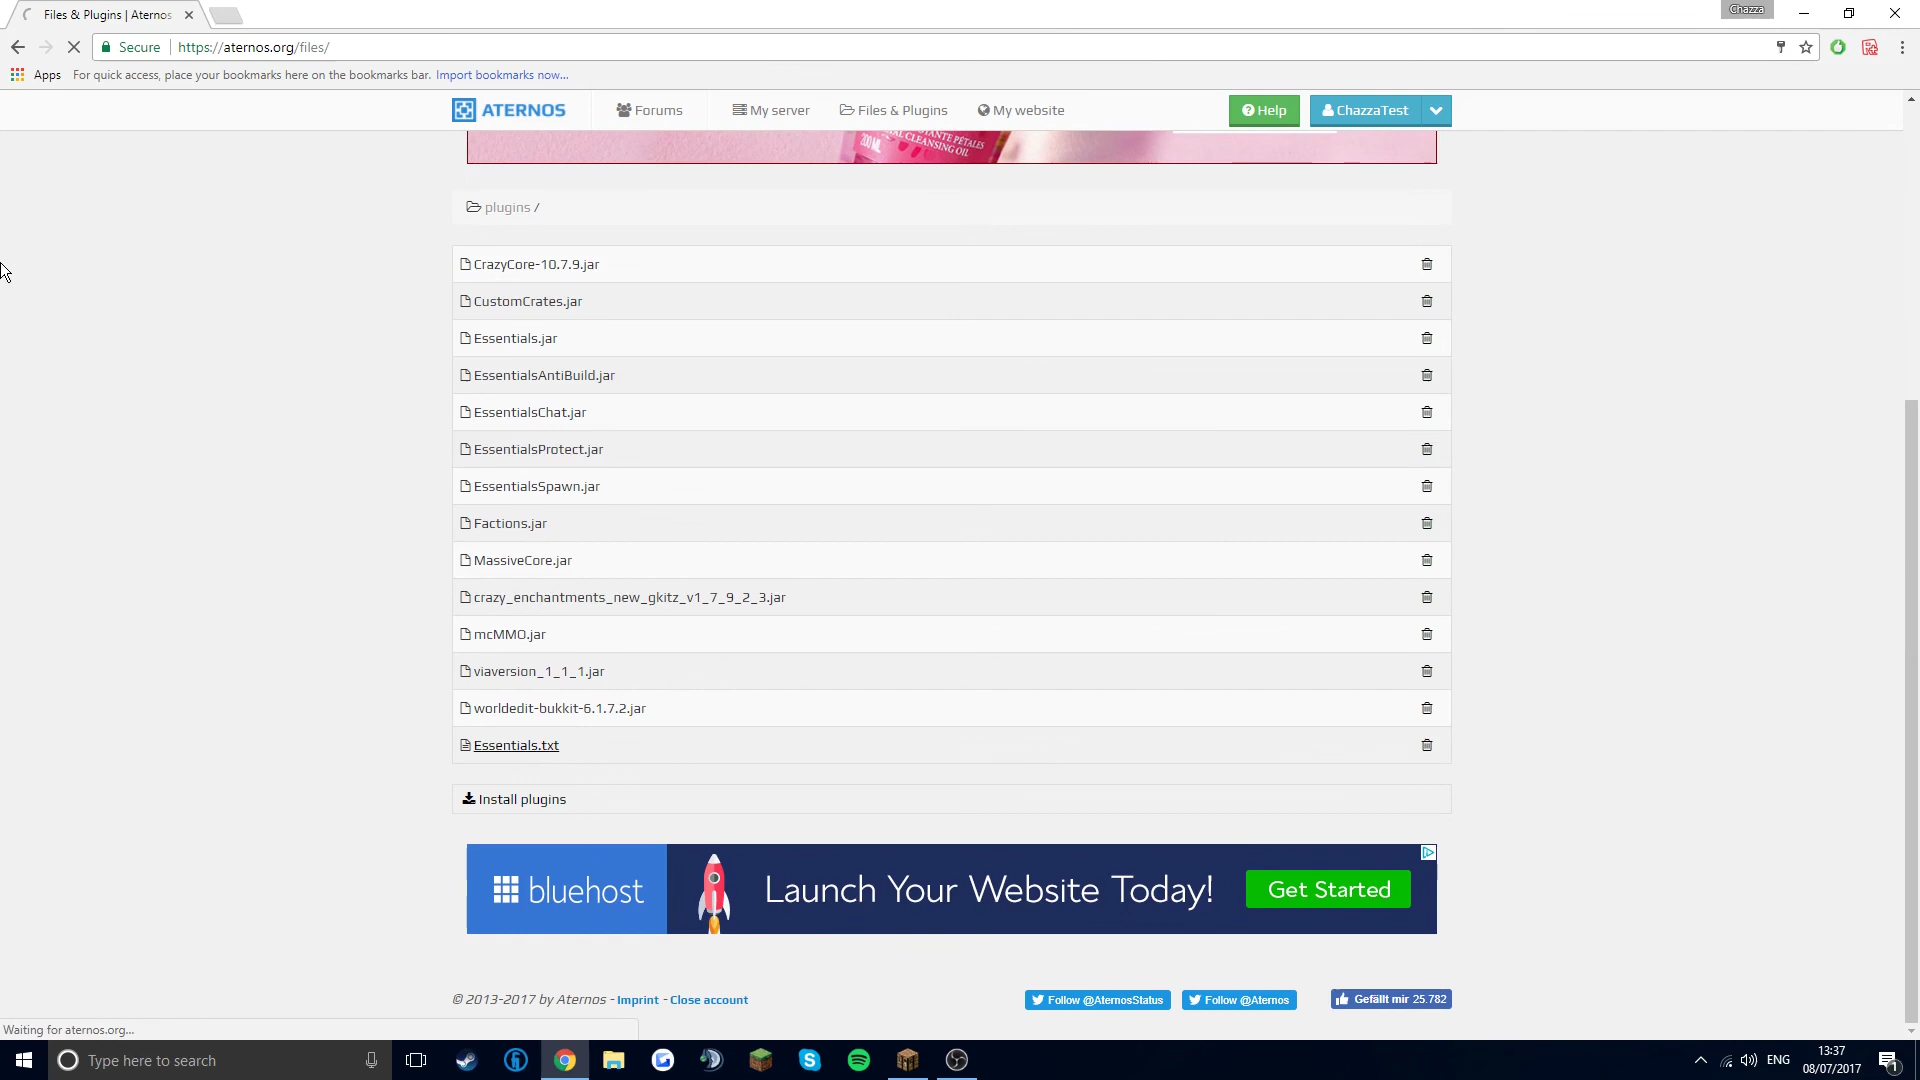 Files & Plugins | Aternos
Chazza
Secure
https://aternos.org/files/
Apps
For quick access, place your bookmarks here on the bookmarks bar. Import bookmarks now...
ATERNOS
Forums
My server
Files & Plugins
My website
Help
ChazzaTest
CLEANSING OIL
200 ML
plugins /
CrazyCore-10.7.9.jar
CustomCrates.jar
Essentials.jar
EssentialsAntiBuild.jar
EssentialsChat.jar
EssentialsProtect.jar
EssentialsSpawn.jar
Factions.jar
MassiveCore.jar
crazy_enchantments_new_gkitz_v1_7_9_2_3.jar
mcMMO.jar
viaversion_1_1_1.jar
worldedit-bukkit-6.1.7.2.jar
Essentials.txt
Install plugins
bluehost
Launch Your Website Today!
Get Started
© 2013-2017 by Aternos - Imprint - Close account
Follow @AternosStatus
Follow @Aternos
Gefällt mir 25.782
Waiting for aternos.org...
Type here to search
ENG
13:37
08/07/2017
1